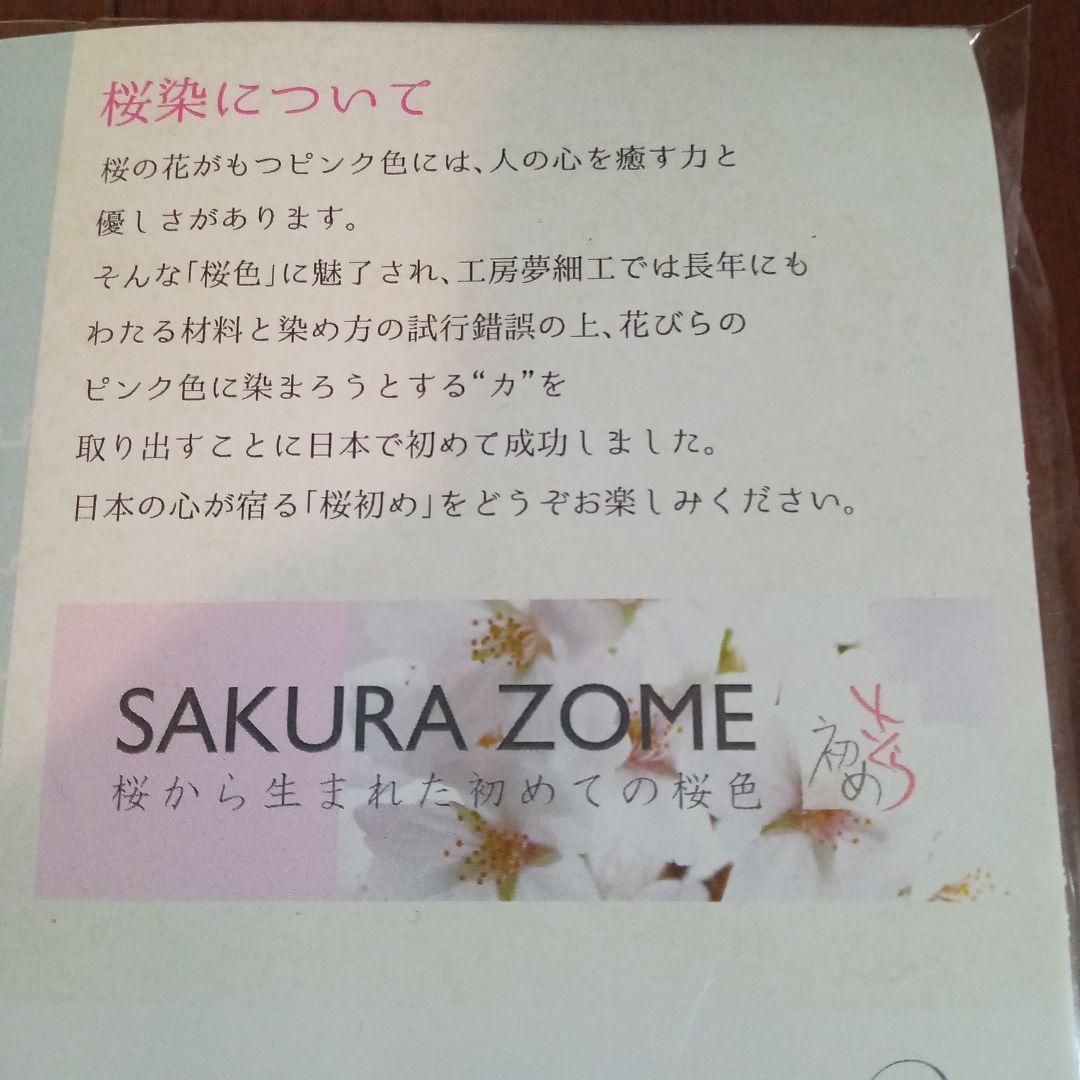 桜染について
桜の花がもつピンク色には、人の心を癒す力と
優しさがあります。
そんな「桜色」に魅了され、工房夢細工では長年にも
わたる材料と染め方の試行錯誤の上、花びらの
ピンク色に染まろうとする“力”を
取り出すことに日本で初めて成功しました。
日本の心が宿る「桜初め」をどうぞお楽しみください。
SAKURA ZOME
桜から生まれた初めての桜色
さくら
初め